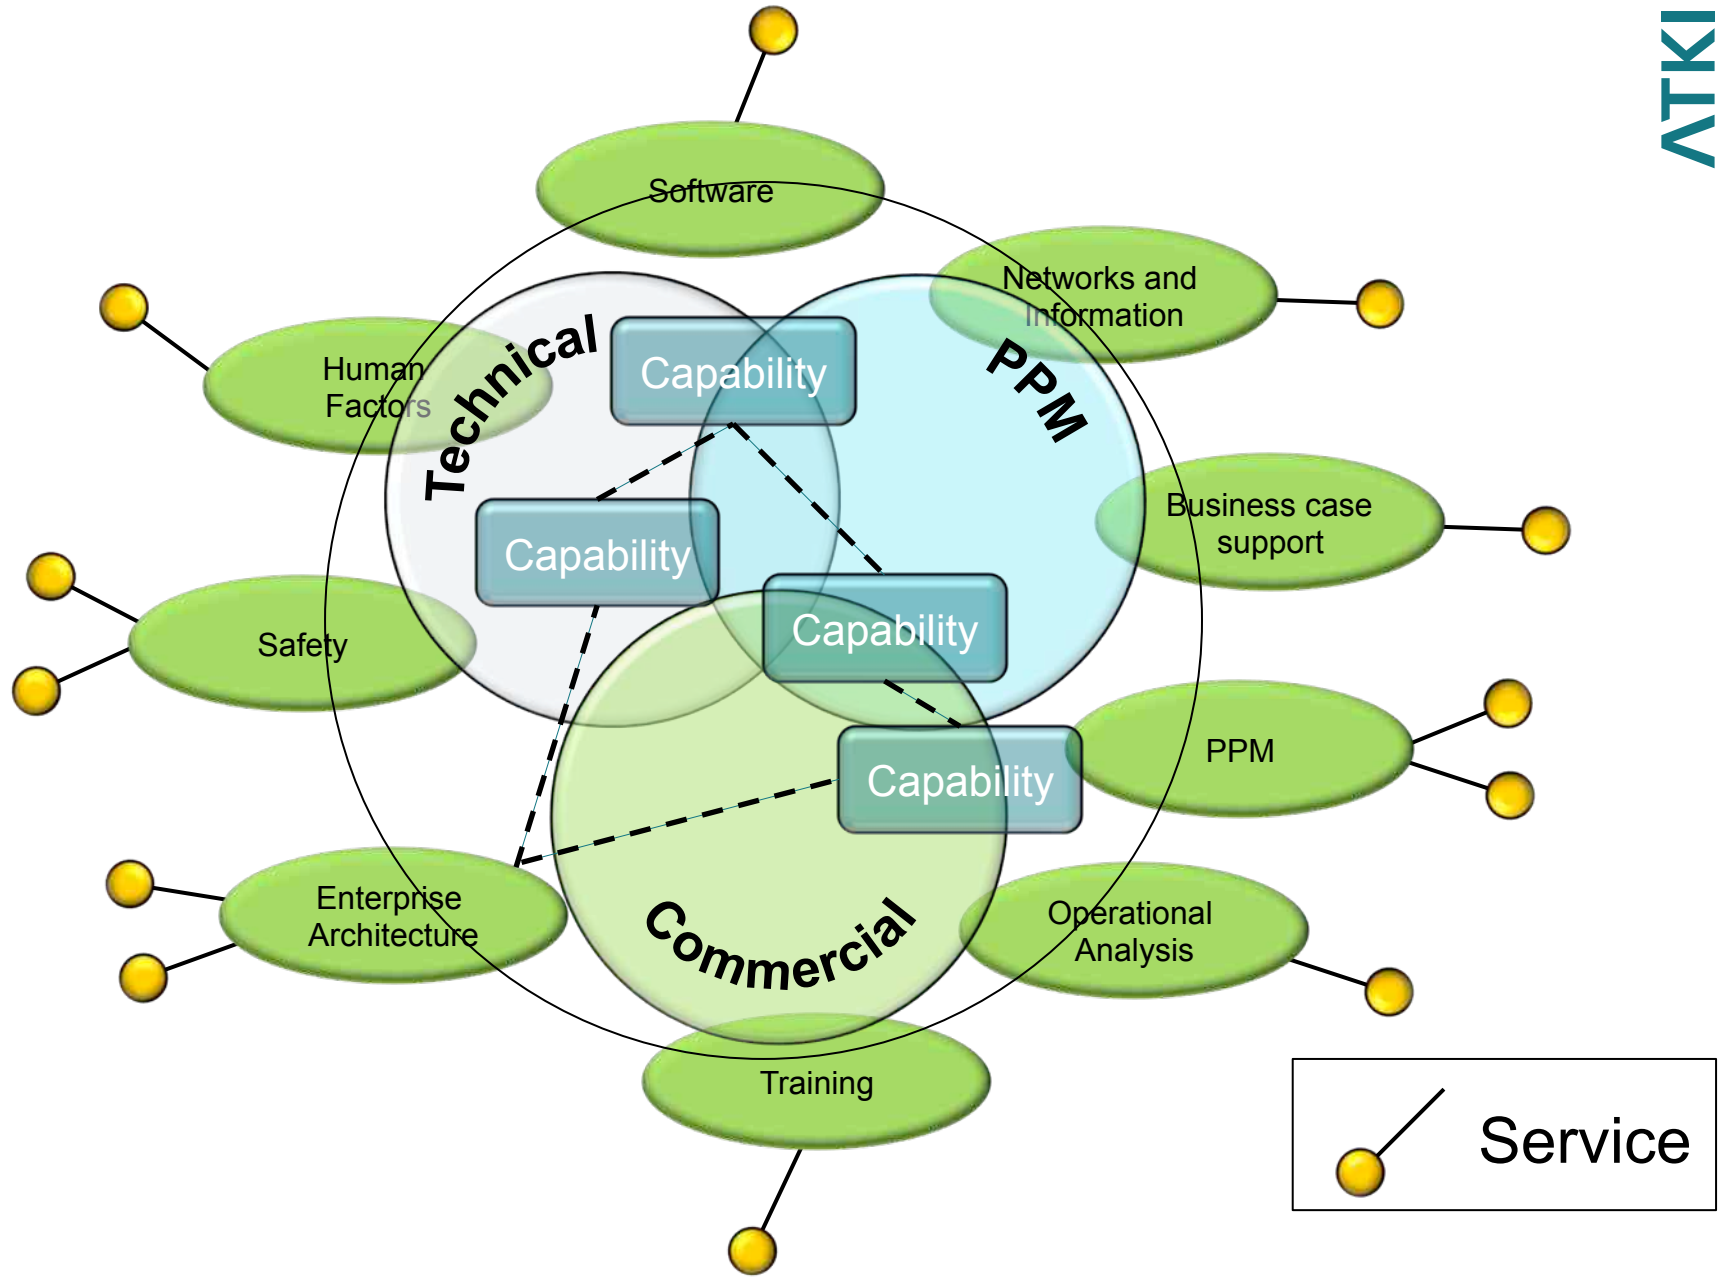 ATKI
Software
Networks and
Information
Human
Factors
Technical
Capability
PPM
Business case
support
Capability
Capability
Safety
PPM
Capability
Enterprise
Architecture
Commercial
Operational
Analysis
Training
Service